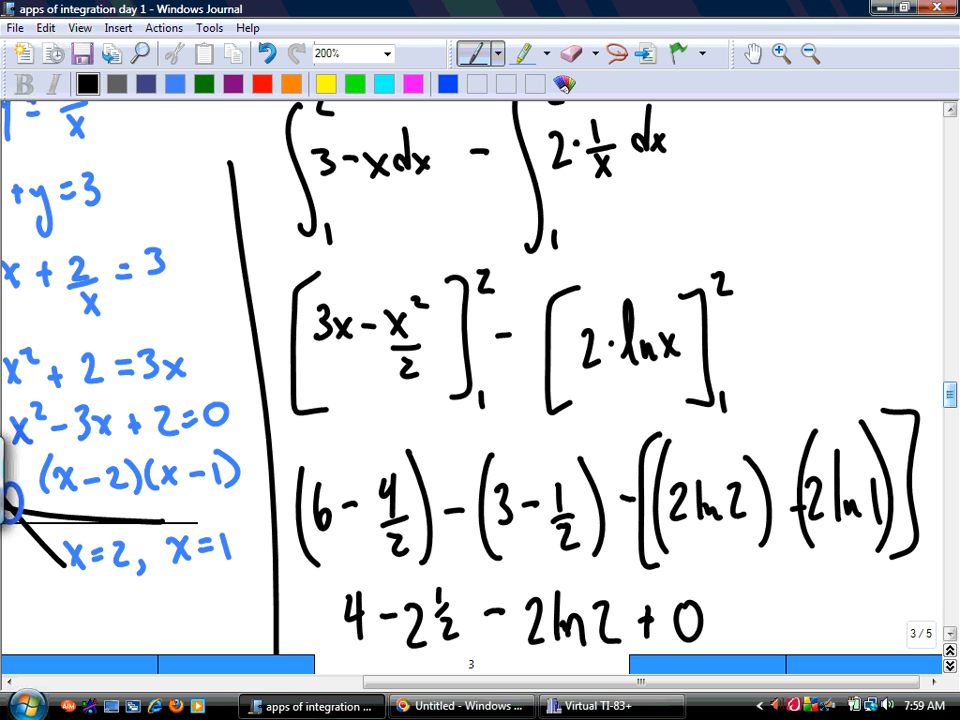 apps of integration day 1 - Windows Journal
File Edit View Insert Actions Tools Help
200%
B I
y = /x
+ y = 3
x + 2/x = 3
x² + 2 = 3x
x² - 3x + 2 = 0
(x - 2)(x - 1)
x = 2, x = 1
∫₁² 3 - x dx - ∫₁² 2 · 1/x dx
[3x - x²/2]₁² - [2 · ln x]₁²
(6 - 4/2) - (3 - 1/2) - [(2 ln 2) - (2 ln 1)]
4 - 2 1/2 - 2 ln 2 + 0
3 / 5
3
apps of integration ...
Untitled - Windows ...
Virtual TI-83+
7:59 AM